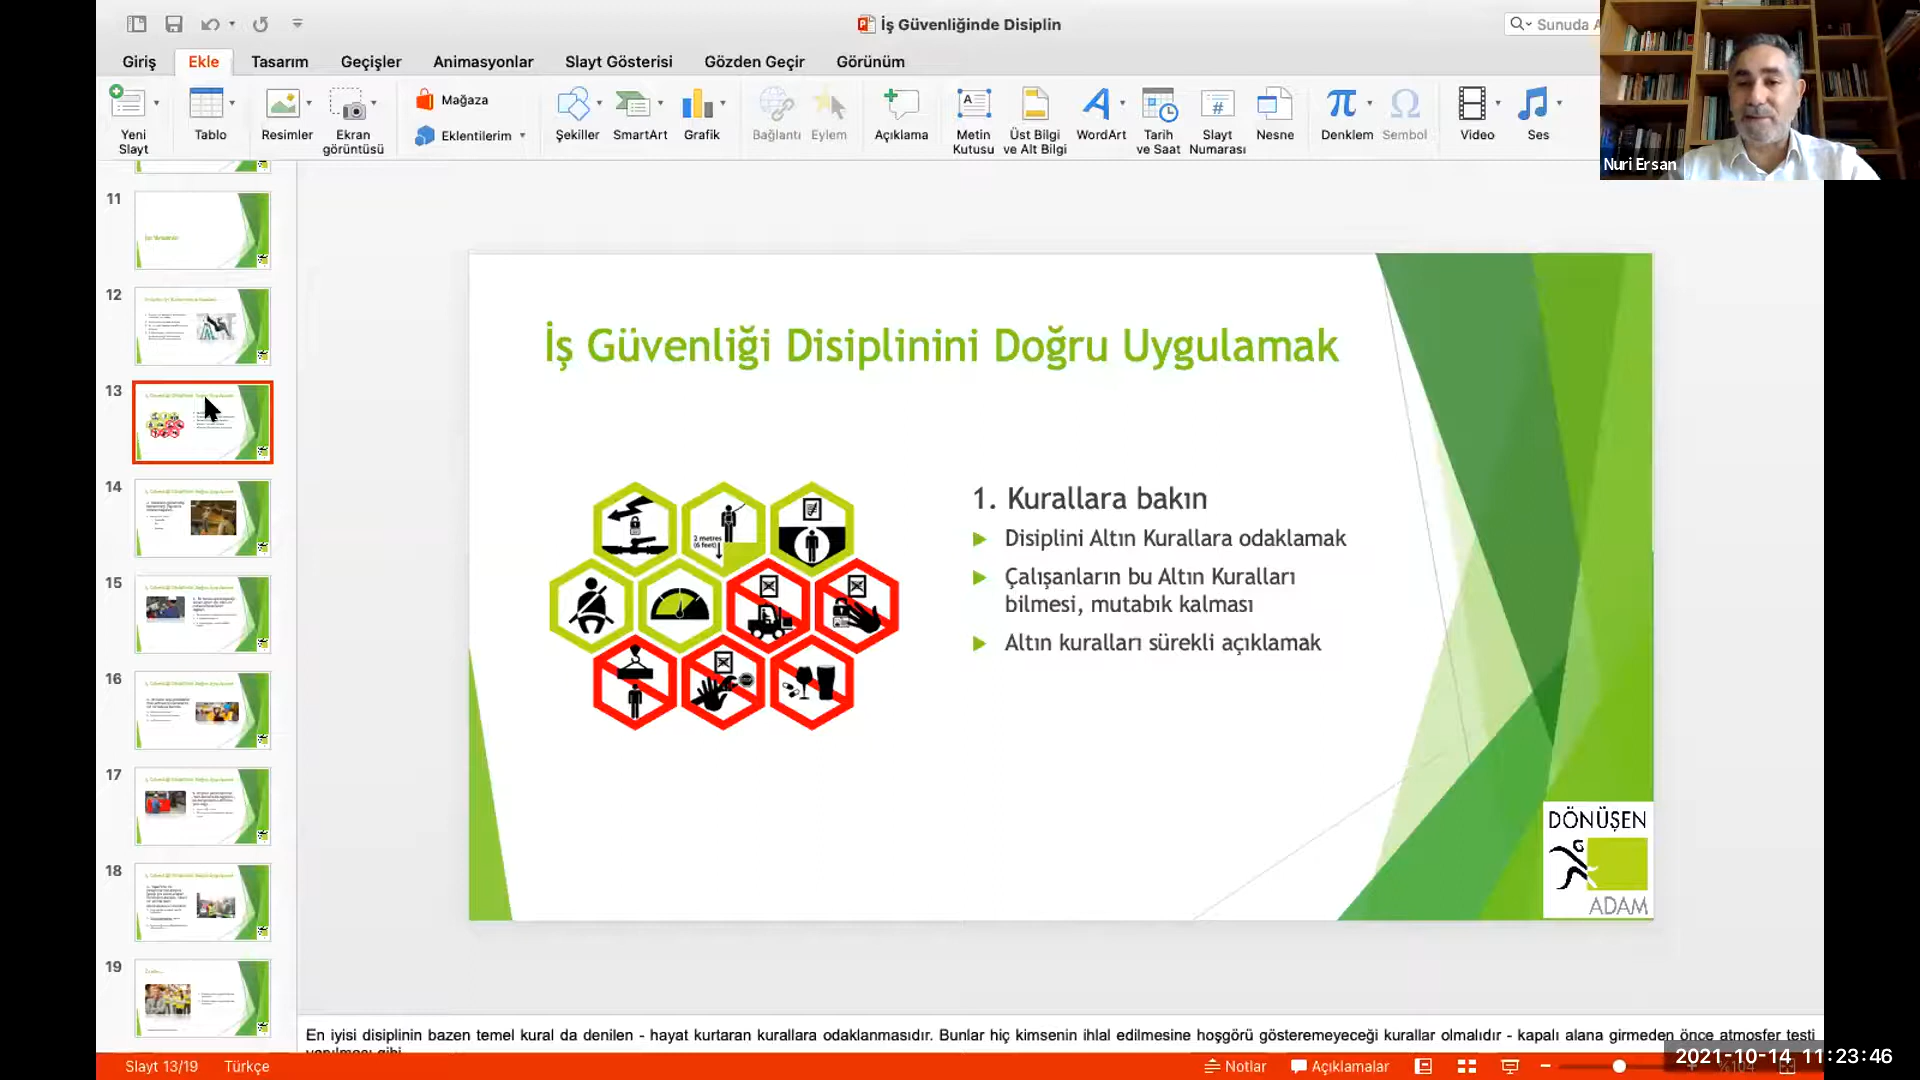 İş Güvenliğinde Disiplin
Sunuda A
Giriş
Ekle
Tasarım
Geçişler
Animasyonlar
Slayt Gösterisi
Gözden Geçir
Görünüm
Yeni
Slayt
Tablo
Resimler
Ekran
görüntüsü
Mağaza
Eklentilerim
Şekiller
SmartArt
Grafik
Bağlantı
Eylem
Açıklama
Metin
Kutusu
Üst Bilgi
ve Alt Bilgi
WordArt
Tarih
ve Saat
Slayt
Numarası
Nesne
Denklem
Sembol
Video
Ses
Nuri Ersan
11
12
13
14
15
16
17
18
19
İş Güvenliği Disiplinini Doğru Uygulamak
2 metres
(6 feet)
1. Kurallara bakın
Disiplini Altın Kurallara odaklamak
Çalışanların bu Altın Kuralları
bilmesi, mutabık kalması
Altın kuralları sürekli açıklamak
DÖNÜŞEN
ADAM
En iyisi disiplinin bazen temel kural da denilen - hayat kurtaran kurallara odaklanmasıdır. Bunlar hiç kimsenin ihlal edilmesine hoşgörü gösteremeyeceği kurallar olmalıdır - kapalı alana girmeden önce atmosfer testi
Slayt 13/19
Türkçe
Notlar
Açıklamalar
2021-10-14 11:23:46